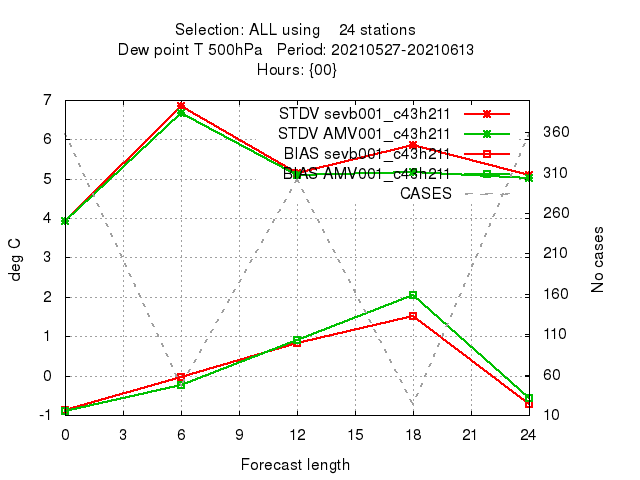 Selection: ALL using    24 stations
Dew point T 500hPa   Period: 20210527-20210613
Hours: {00}
7
6
5
4
3
2
1
0
-1
deg C
STDV sevb001_c43h211
STDV AMV001_c43h211
BIAS sevb001_c43h211
BIAS AMV001_c43h211
CASES
360
310
260
210
160
110
60
10
No cases
0 3 6 9 12 15 18 21 24
Forecast length